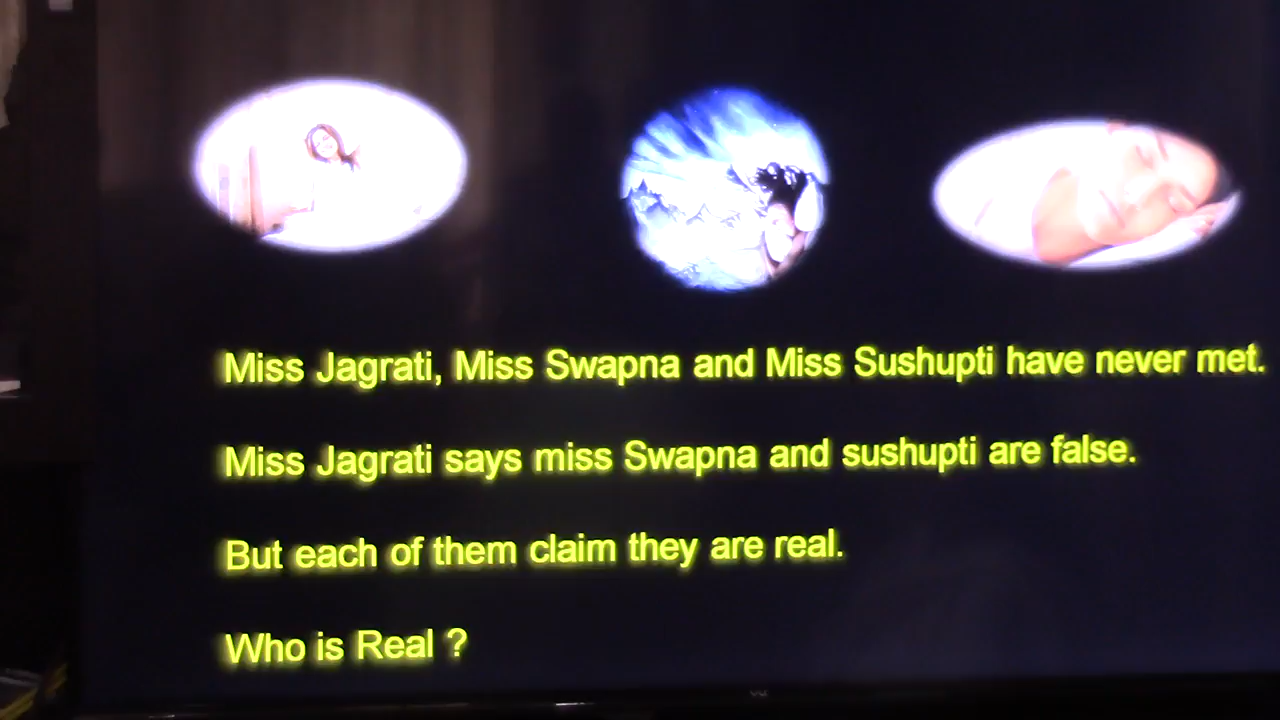 Miss Jagrati, Miss Swapna and Miss Sushupti have never met.
Miss Jagrati says miss Swapna and sushupti are false.
But each of them claim they are real.
Who is Real ?